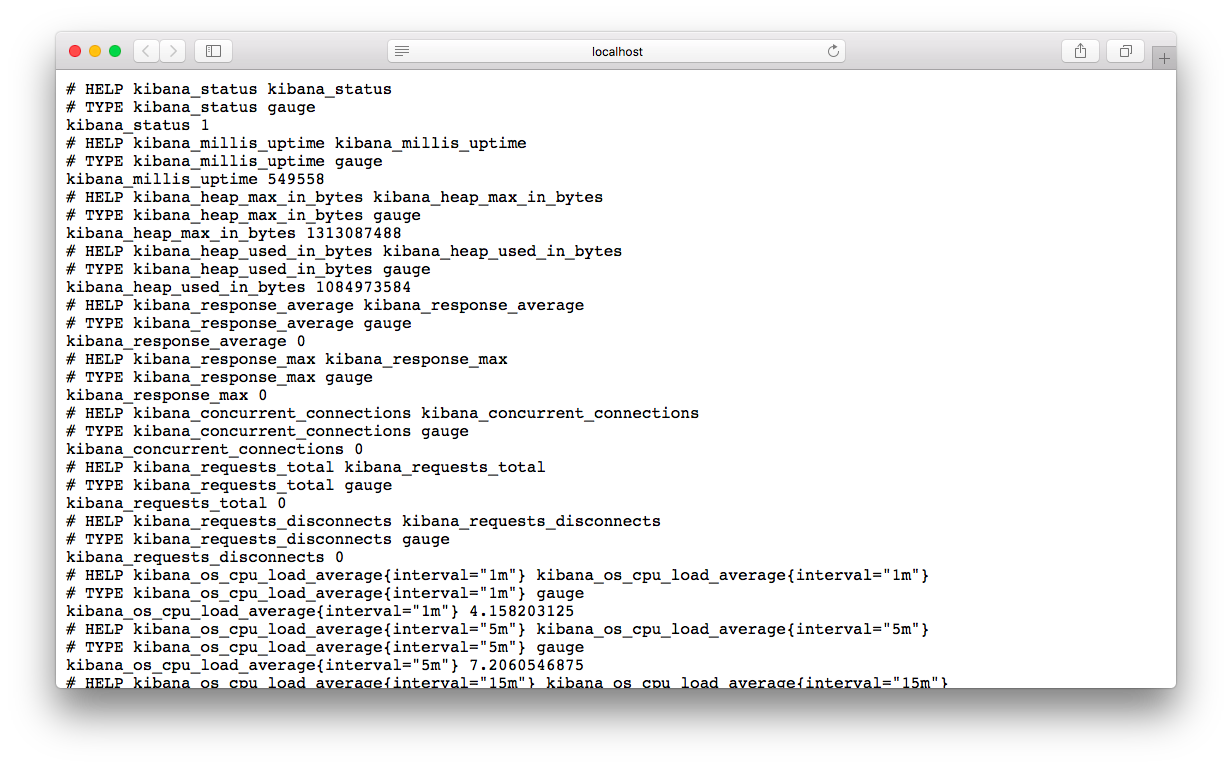 localhost
# HELP kibana_status kibana_status
# TYPE kibana_status gauge
kibana_status 1
# HELP kibana_millis_uptime kibana_millis_uptime
# TYPE kibana_millis_uptime gauge
kibana_millis_uptime 549558
# HELP kibana_heap_max_in_bytes kibana_heap_max_in_bytes
# TYPE kibana_heap_max_in_bytes gauge
kibana_heap_max_in_bytes 1313087488
# HELP kibana_heap_used_in_bytes kibana_heap_used_in_bytes
# TYPE kibana_heap_used_in_bytes gauge
kibana_heap_used_in_bytes 1084973584
# HELP kibana_response_average kibana_response_average
# TYPE kibana_response_average gauge
kibana_response_average 0
# HELP kibana_response_max kibana_response_max
# TYPE kibana_response_max gauge
kibana_response_max 0
# HELP kibana_concurrent_connections kibana_concurrent_connections
# TYPE kibana_concurrent_connections gauge
kibana_concurrent_connections 0
# HELP kibana_requests_total kibana_requests_total
# TYPE kibana_requests_total gauge
kibana_requests_total 0
# HELP kibana_requests_disconnects kibana_requests_disconnects
# TYPE kibana_requests_disconnects gauge
kibana_requests_disconnects 0
# HELP kibana_os_cpu_load_average{interval="1m"} kibana_os_cpu_load_average{interval="1m"}
# TYPE kibana_os_cpu_load_average{interval="1m"} gauge
kibana_os_cpu_load_average{interval="1m"} 4.158203125
# HELP kibana_os_cpu_load_average{interval="5m"} kibana_os_cpu_load_average{interval="5m"}
# TYPE kibana_os_cpu_load_average{interval="5m"} gauge
kibana_os_cpu_load_average{interval="5m"} 7.2060546875
# HELP kibana_os_cpu_load_average{interval="15m"} kibana_os_cpu_load_average{interval="15m"}